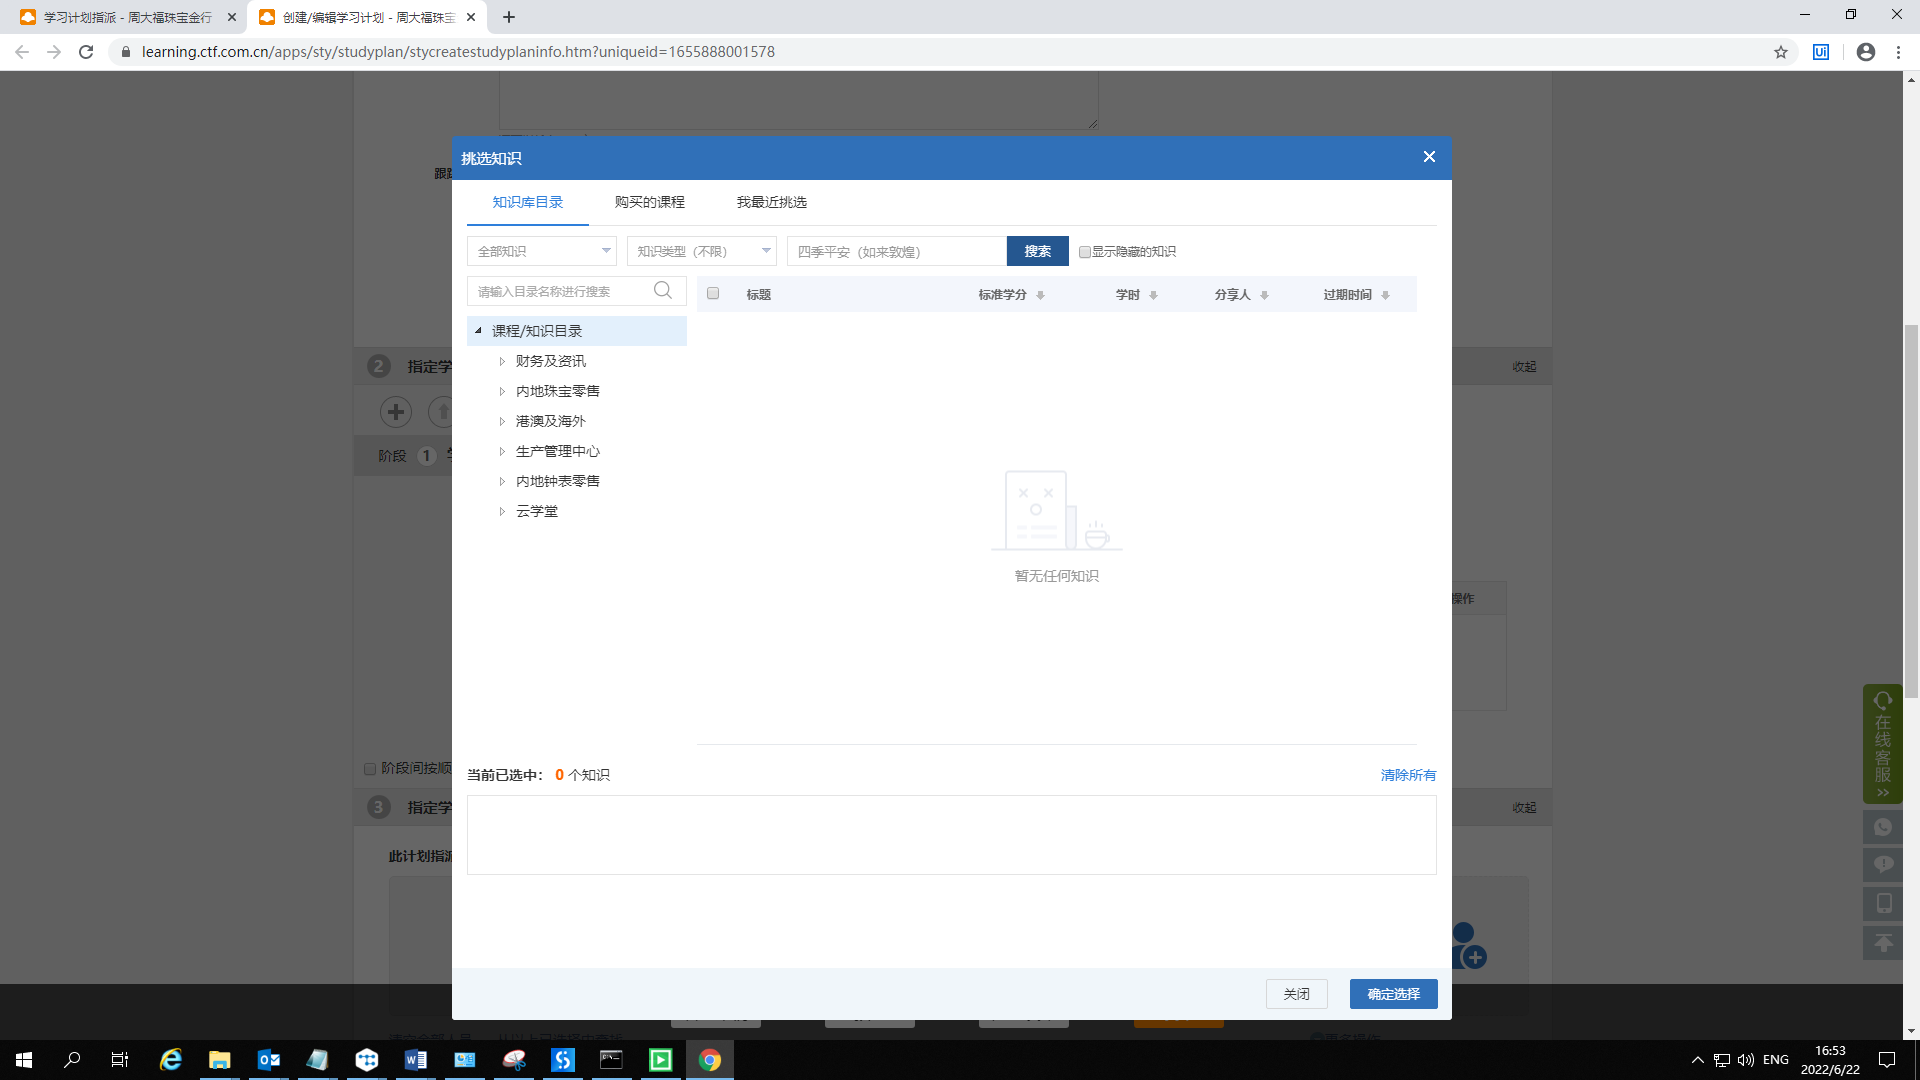 学习计划指派 - 周大福珠宝金行
创建/编辑学习计划 - 周大福珠宝
learning.ctf.com.cn/apps/sty/studyplan/stycreatestudyplaninfo.htm?uniqueid=1655888001578
挑选知识
知识库目录 购买的课程 我最近挑选
全部知识 知识类型（不限） 四季平安（如来敦煌） 搜索 显示隐藏的知识
请输入目录名称进行搜索
标题 标准学分 学时 分享人 过期时间
课程/知识目录
财务及资讯
内地珠宝零售
港澳及海外
生产管理中心
内地钟表零售
云学堂
暂无任何知识
当前已选中： 0 个知识 清除所有
关闭 确定选择
2 指定学 收起
阶段 1
操作
阶段间按顺
3 指定学 收起
此计划指派
在线客服
ENG
16:53
2022/6/22